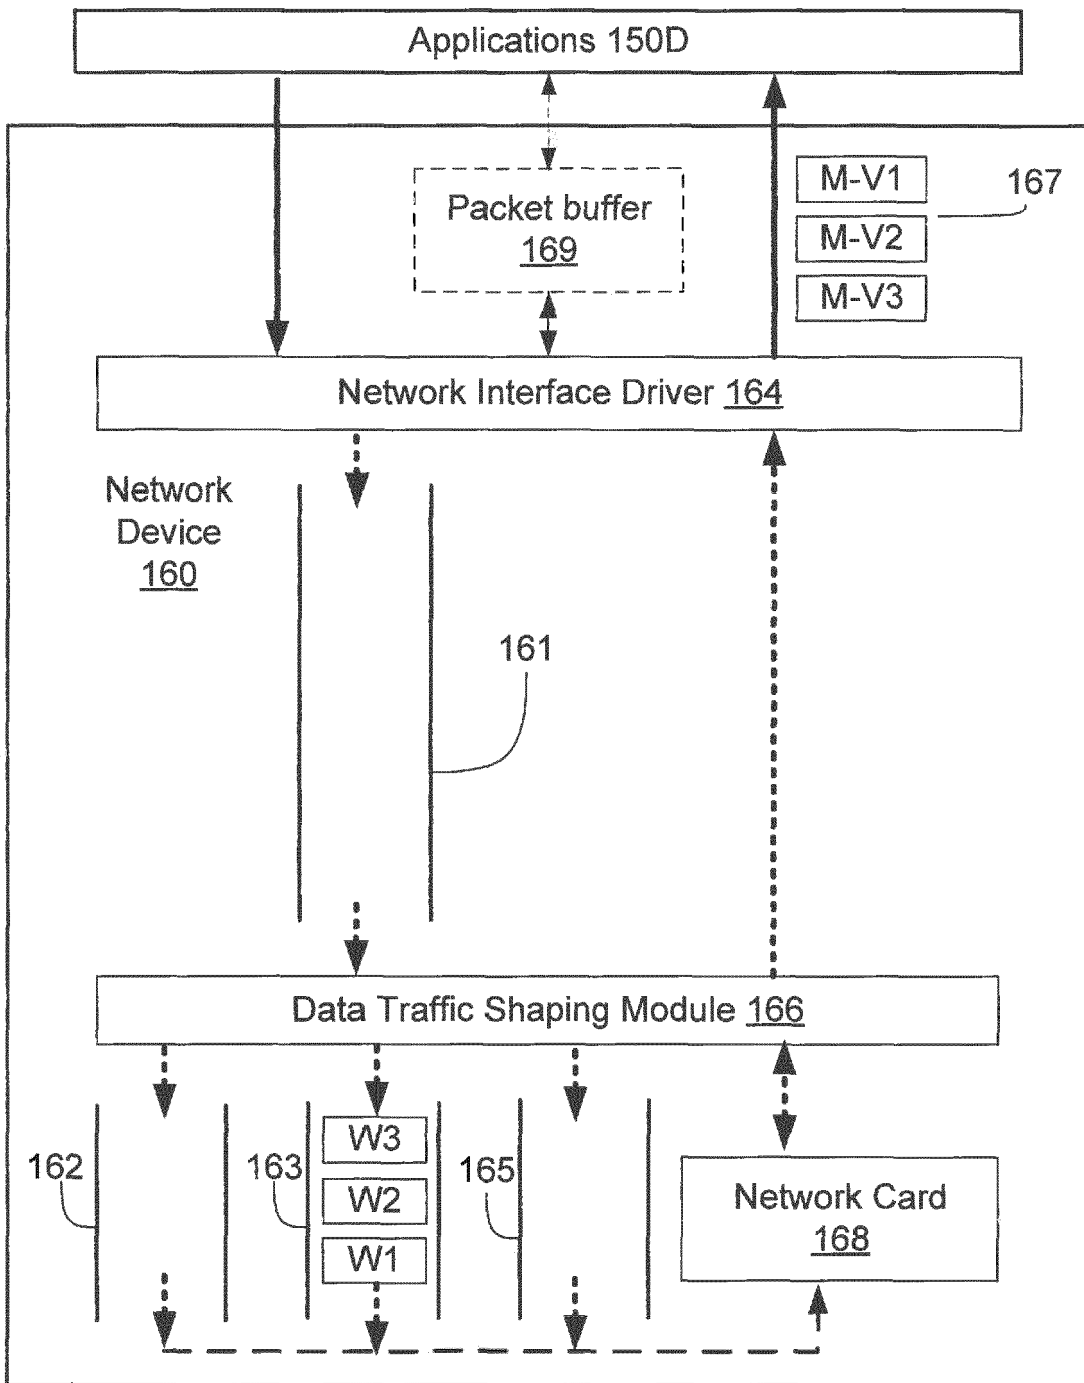 Applications 150D
M-V1
167
Packet buffer
169
M-V2
M-V3
Network Interface Driver 164
Network
Device
160
161
Data Traffic Shaping Module 166
W3
162
163
165
W2
Network Card
168
W1